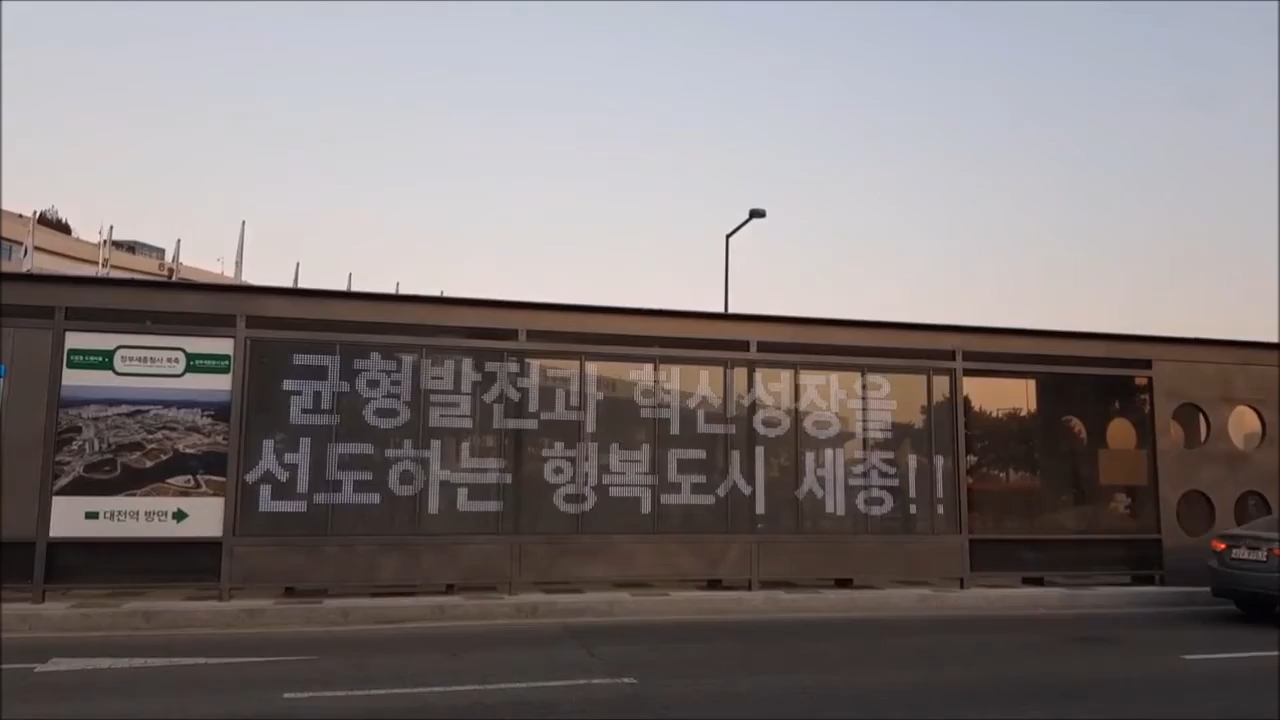 정부세종청사 북측
대전역 방면
균형발전과 혁신성장을
선도하는 행복도시 세종!!